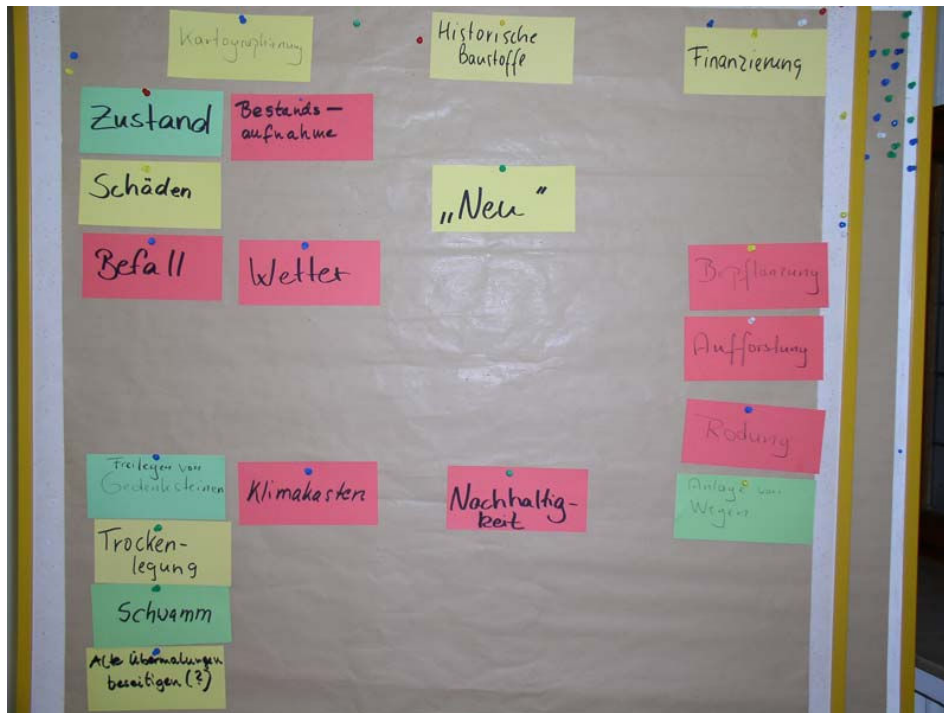 Kartographierung
Historische
Baustoffe
Finanzierung
Zustand
Bestands-
aufnahme
Schäden
„Neu“
Befall
Wetter
Bepflanzung
Aufforstung
Rodung
Freilegen von
Gedenksteinen
Klimakasten
Nachhaltig-
keit
Anlage von
Wegen
Trocken-
legung
Schwamm
Alte Übermalungen
beseitigen (?)